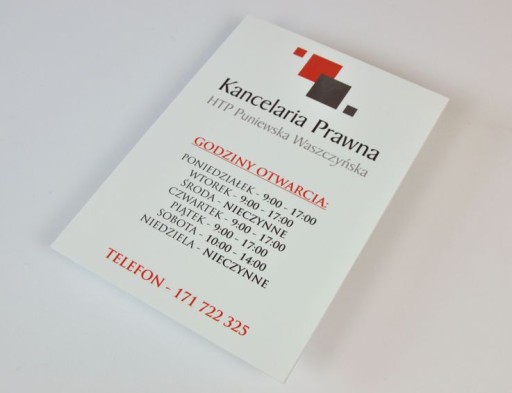 Kancelaria Prawna
HTP Puniewska Waszczyńska
GODZINY OTWARCIA:
PONIEDZIAŁEK - 9:00 - 17:00
WTOREK - 9:00 - 17:00
ŚRODA - NIECZYNNE
CZWARTEK - 9:00 - 17:00
PIĄTEK - 9:00 - 17:00
SOBOTA - 10:00 - 14:00
NIEDZIELA - NIECZYNNE
TELEFON - 171 722 325